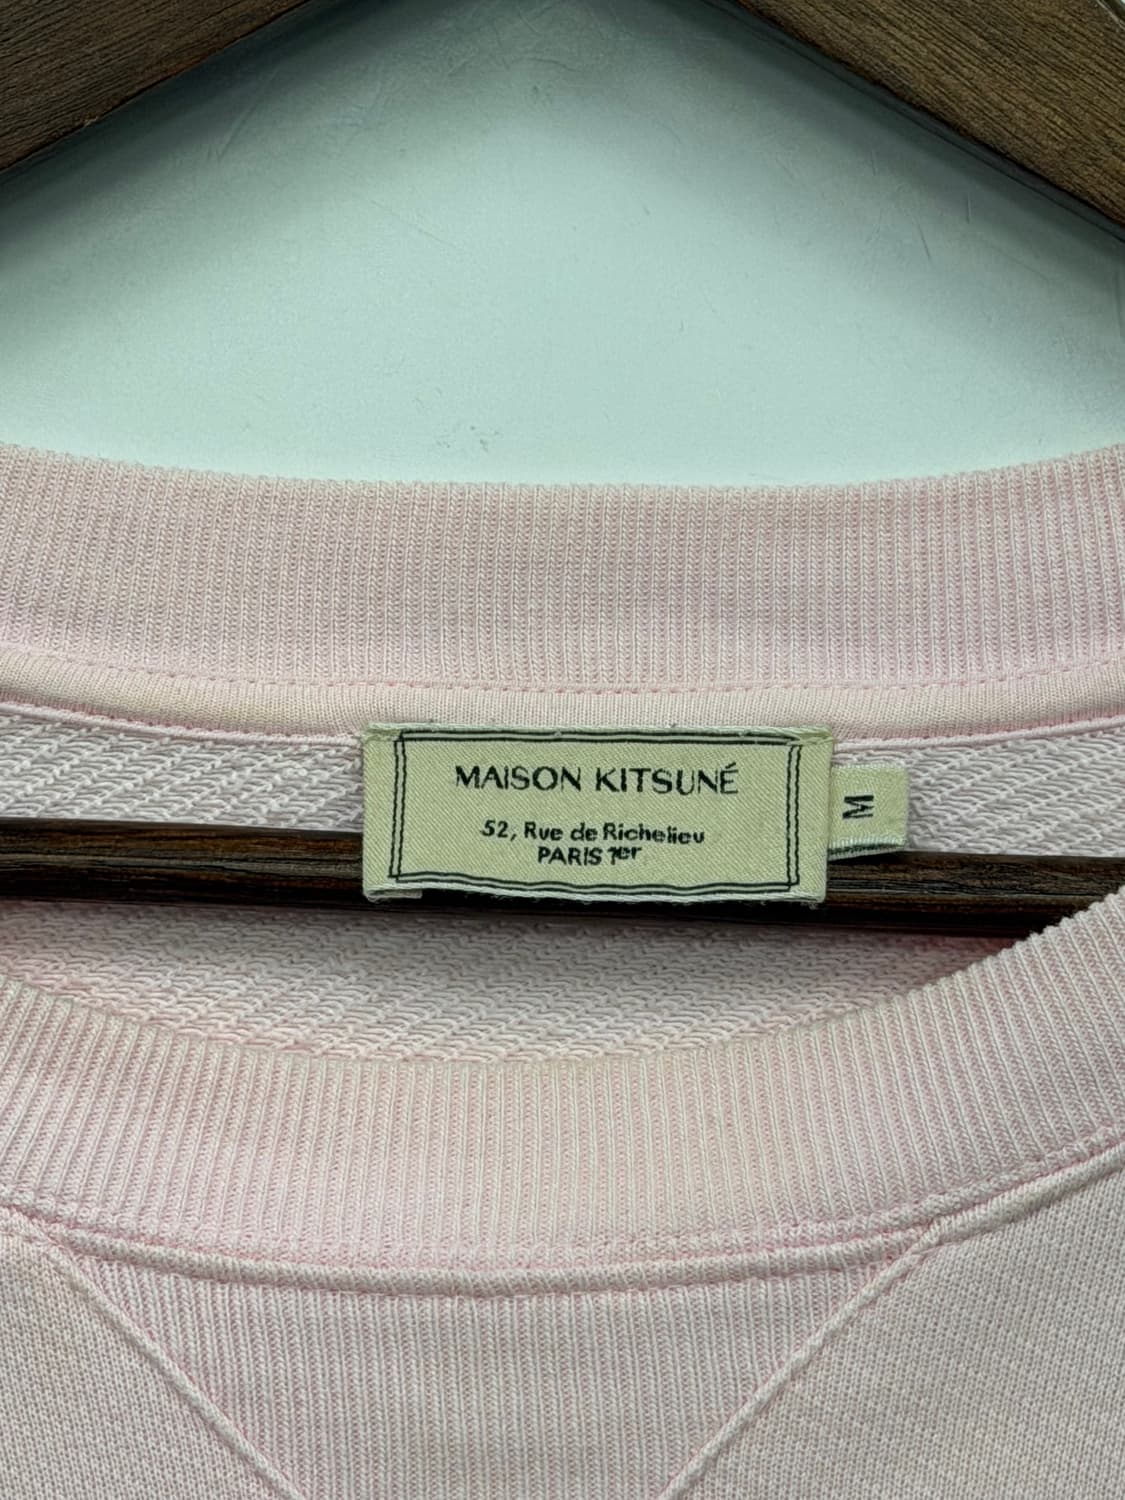 MAISON KITSUNÉ
52, Rue de Richelieu
PARIS 1er
M